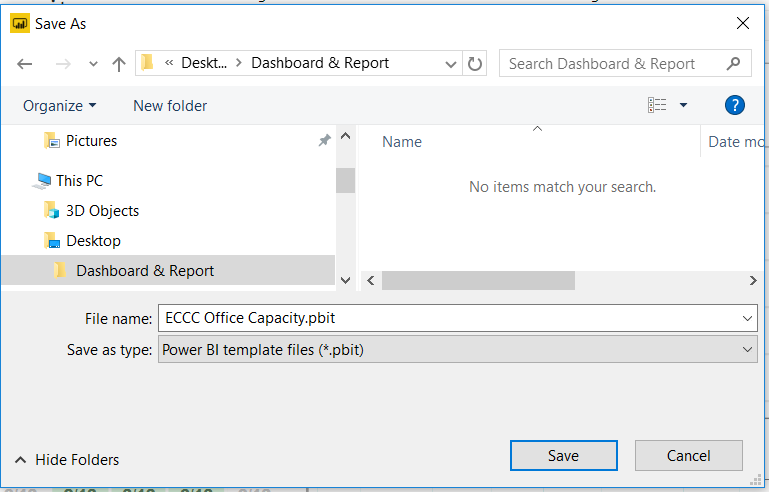 Save As
« Deskt... > Dashboard & Report
Search Dashboard & Report
Organize
New folder
?
Pictures
This PC
3D Objects
Desktop
Dashboard & Report
Name
Date mo
No items match your search.
File name: ECCC Office Capacity.pbit
Save as type: Power BI template files (*.pbit)
Hide Folders
Save
Cancel